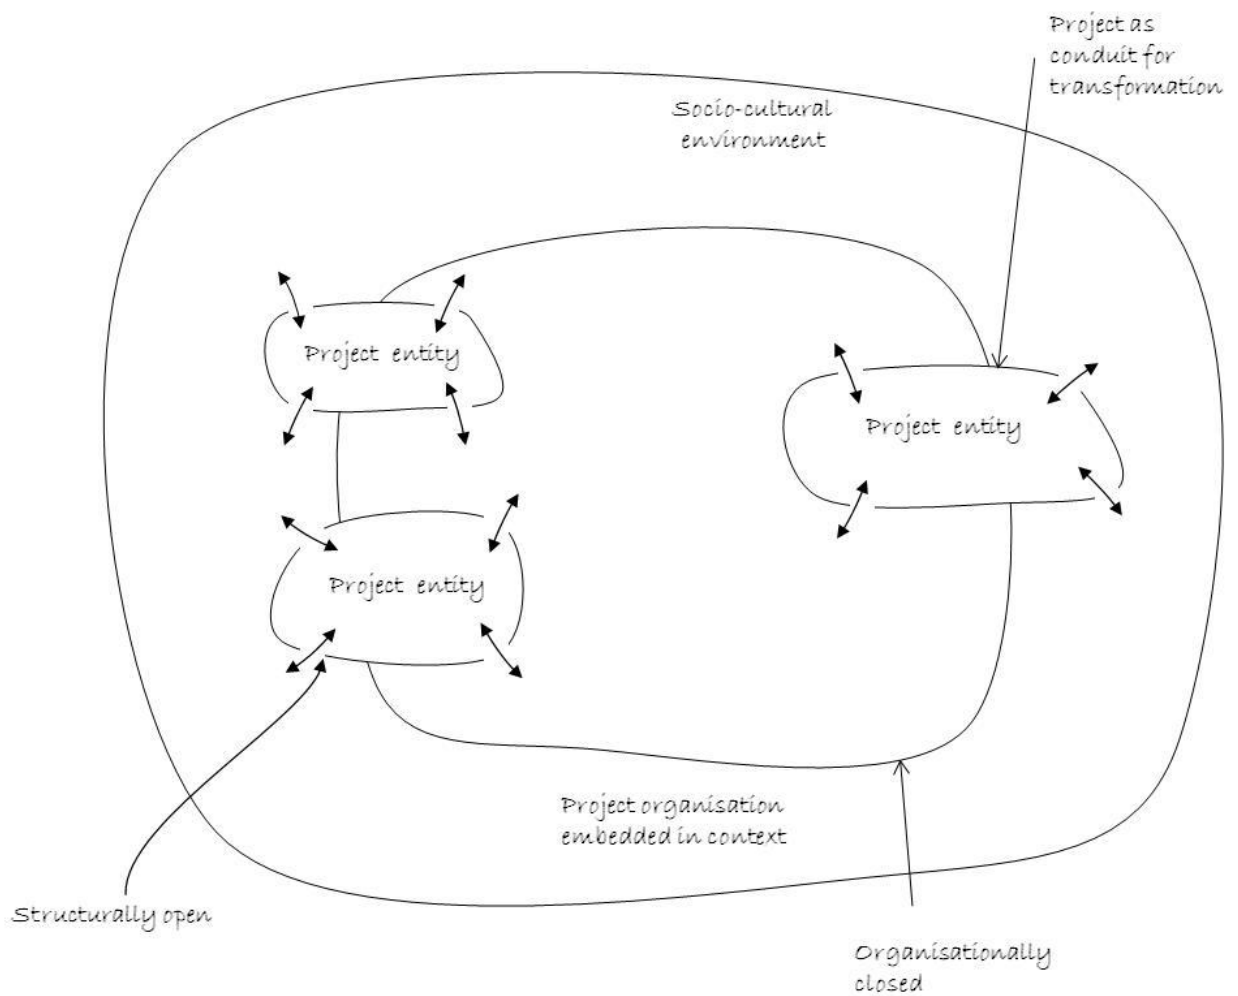 Project as
conduit for
transformation
Socio-cultural
environment
Project entity
Project entity
Project entity
Project organisation
embedded in context
Structurally open
Organisationally
closed